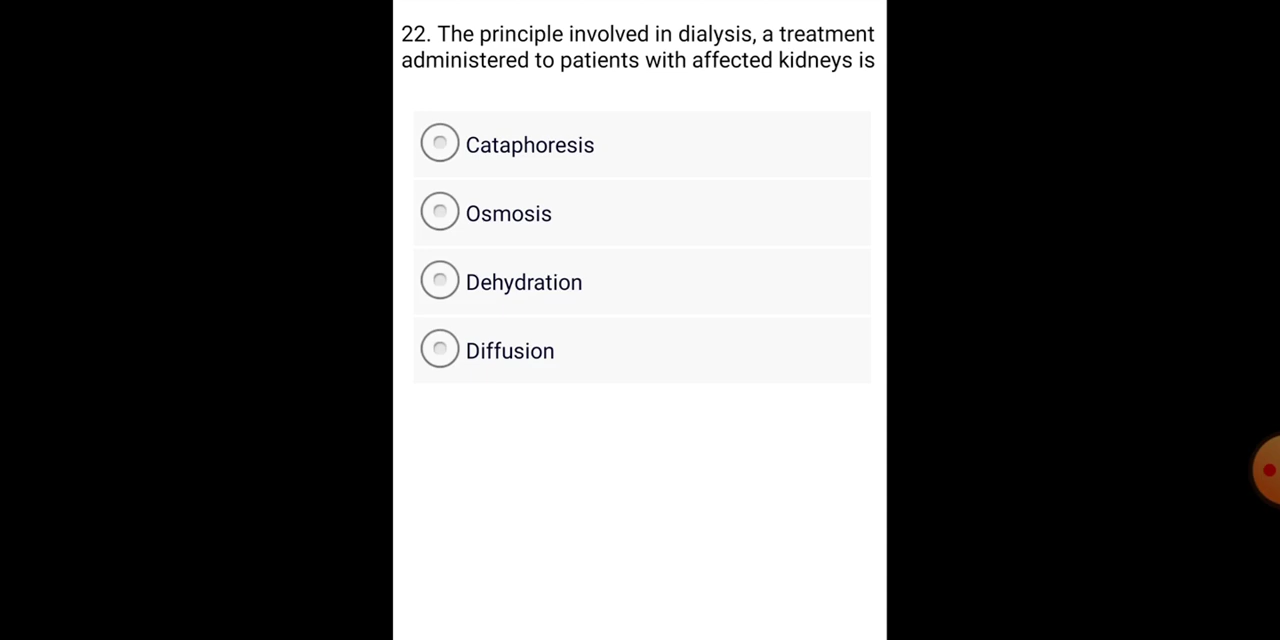 22. The principle involved in dialysis, a treatment
administered to patients with affected kidneys is
Cataphoresis
Osmosis
Dehydration
Diffusion